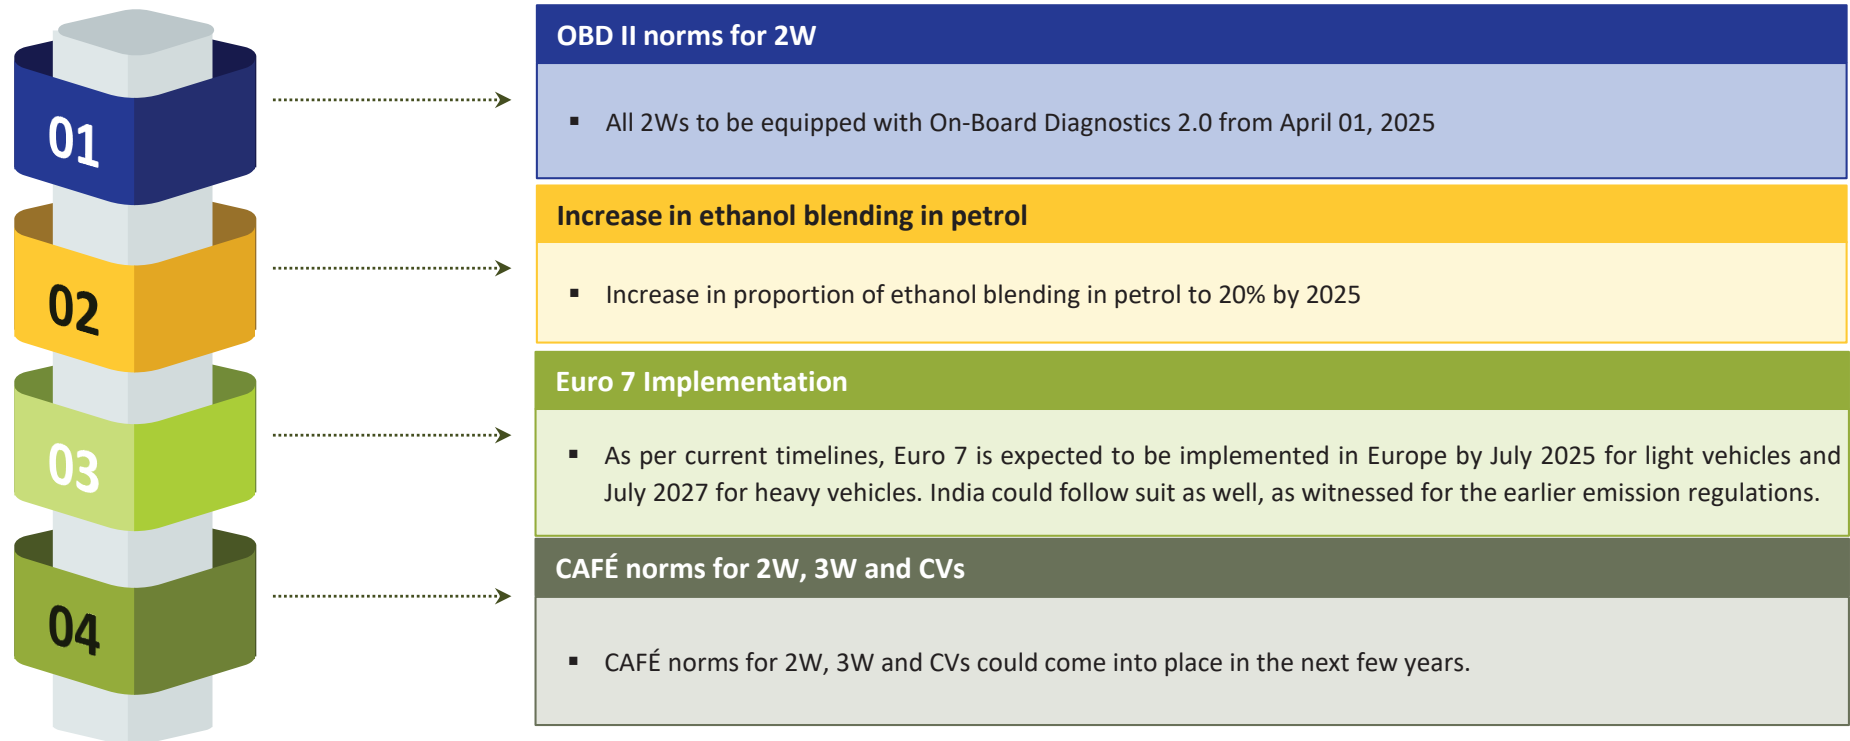 01
OBD II norms for 2W
▪ All 2Ws to be equipped with On-Board Diagnostics 2.0 from April 01, 2025
02
Increase in ethanol blending in petrol
▪ Increase in proportion of ethanol blending in petrol to 20% by 2025
03
Euro 7 Implementation
▪ As per current timelines, Euro 7 is expected to be implemented in Europe by July 2025 for light vehicles and
July 2027 for heavy vehicles. India could follow suit as well, as witnessed for the earlier emission regulations.
04
CAFÉ norms for 2W, 3W and CVs
▪ CAFÉ norms for 2W, 3W and CVs could come into place in the next few years.